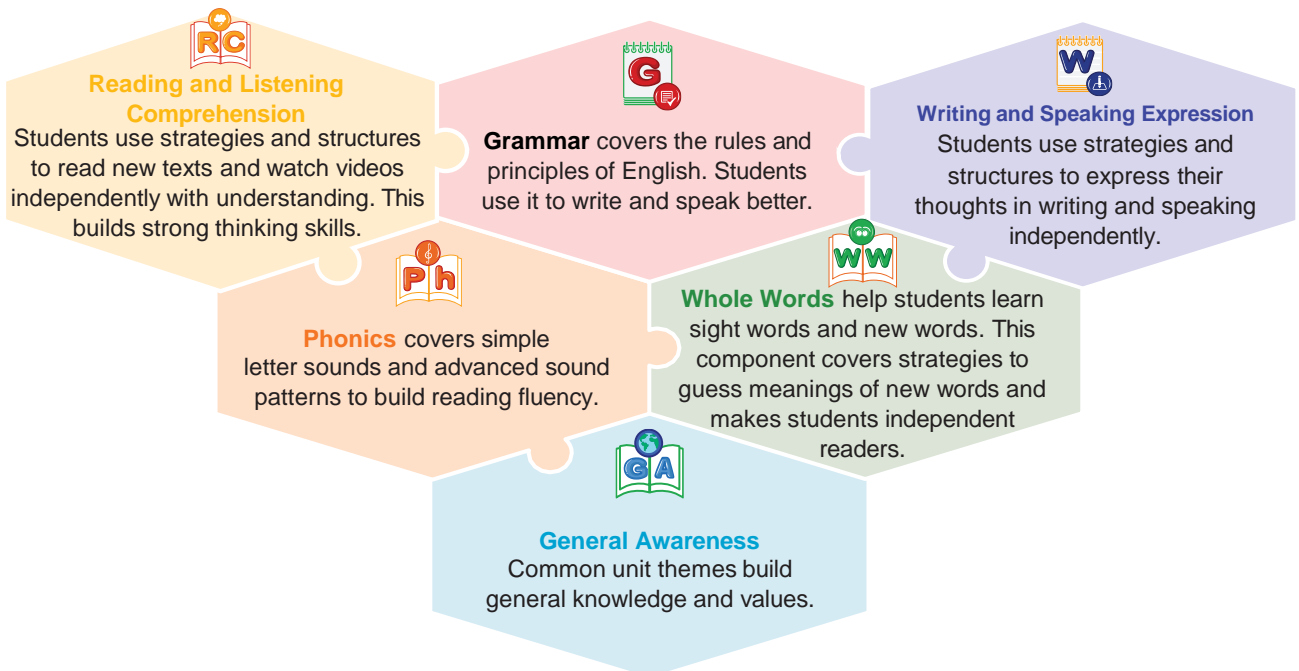 RC
Reading and Listening
Comprehension
Students use strategies and structures
to read new texts and watch videos
independently with understanding. This
builds strong thinking skills.
G
Grammar covers the rules and
principles of English. Students
use it to write and speak better.
W
Writing and Speaking Expression
Students use strategies and
structures to express their
thoughts in writing and speaking
independently.
Ph
Phonics covers simple
letter sounds and advanced sound
patterns to build reading fluency.
WW
Whole Words help students learn
sight words and new words. This
component covers strategies to
guess meanings of new words and
makes students independent
readers.
GA
General Awareness
Common unit themes build
general knowledge and values.